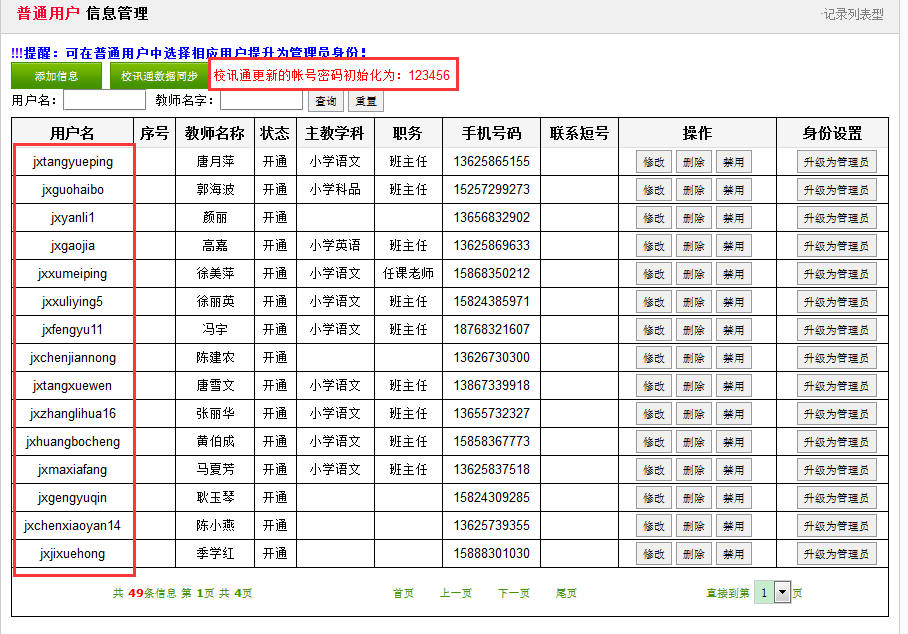 普通用户 信息管理 ·记录列表型
!!!提醒：可在普通用户中选择相应用户提升为管理员身份！
添加信息 校讯通数据同步 校讯通更新的帐号密码初始化为：123456
用户名： 教师名字： 查询 重置
用户名 序号 教师名称 状态 主教学科 职务 手机号码 联系短号 操作 身份设置
jxtangyueping 唐月萍 开通 小学语文 班主任 13625865155 修改 删除 禁用 升级为管理员
jxguohaibo 郭海波 开通 小学科品 班主任 15257299273 修改 删除 禁用 升级为管理员
jxyanli1 颜丽 开通 13656832902 修改 删除 禁用 升级为管理员
jxgaojia 高嘉 开通 小学英语 班主任 13625869633 修改 删除 禁用 升级为管理员
jxxumeiping 徐美萍 开通 小学语文 任课老师 15868350212 修改 删除 禁用 升级为管理员
jxxuliying5 徐丽英 开通 小学语文 班主任 15824385971 修改 删除 禁用 升级为管理员
jxfengyu11 冯宇 开通 小学语文 班主任 18768321607 修改 删除 禁用 升级为管理员
jxchenjiannong 陈建农 开通 13626730300 修改 删除 禁用 升级为管理员
jxtangxuewen 唐雪文 开通 小学语文 班主任 13867339918 修改 删除 禁用 升级为管理员
jxzhanglihua16 张丽华 开通 小学语文 班主任 13655732327 修改 删除 禁用 升级为管理员
jxhuangbocheng 黄伯成 开通 小学语文 班主任 15858367773 修改 删除 禁用 升级为管理员
jxmaxiafang 马夏芳 开通 小学语文 班主任 13625837518 修改 删除 禁用 升级为管理员
jxgengyuqin 耿玉琴 开通 15824309285 修改 删除 禁用 升级为管理员
jxchenxiaoyan14 陈小燕 开通 13625739355 修改 删除 禁用 升级为管理员
jxjixuehong 季学红 开通 15888301030 修改 删除 禁用 升级为管理员
共 49条信息 第 1页 共 4页 首页 上一页 下一页 尾页 直接到第 1 页